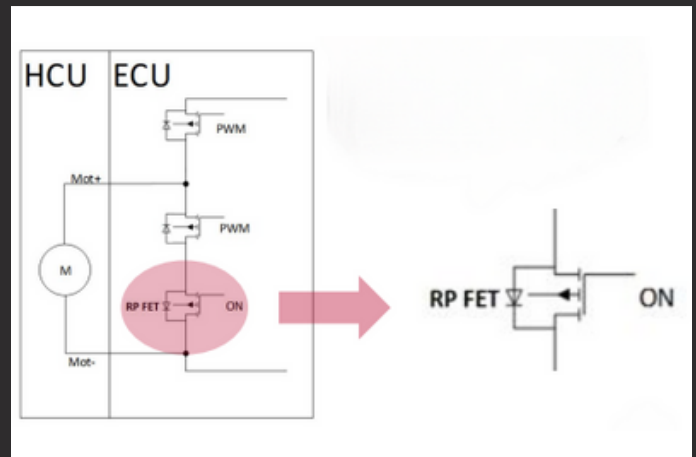 HCU ECU
PWM
Mot+
PWM
M
RP FET ON
Mot-
RP FET ON